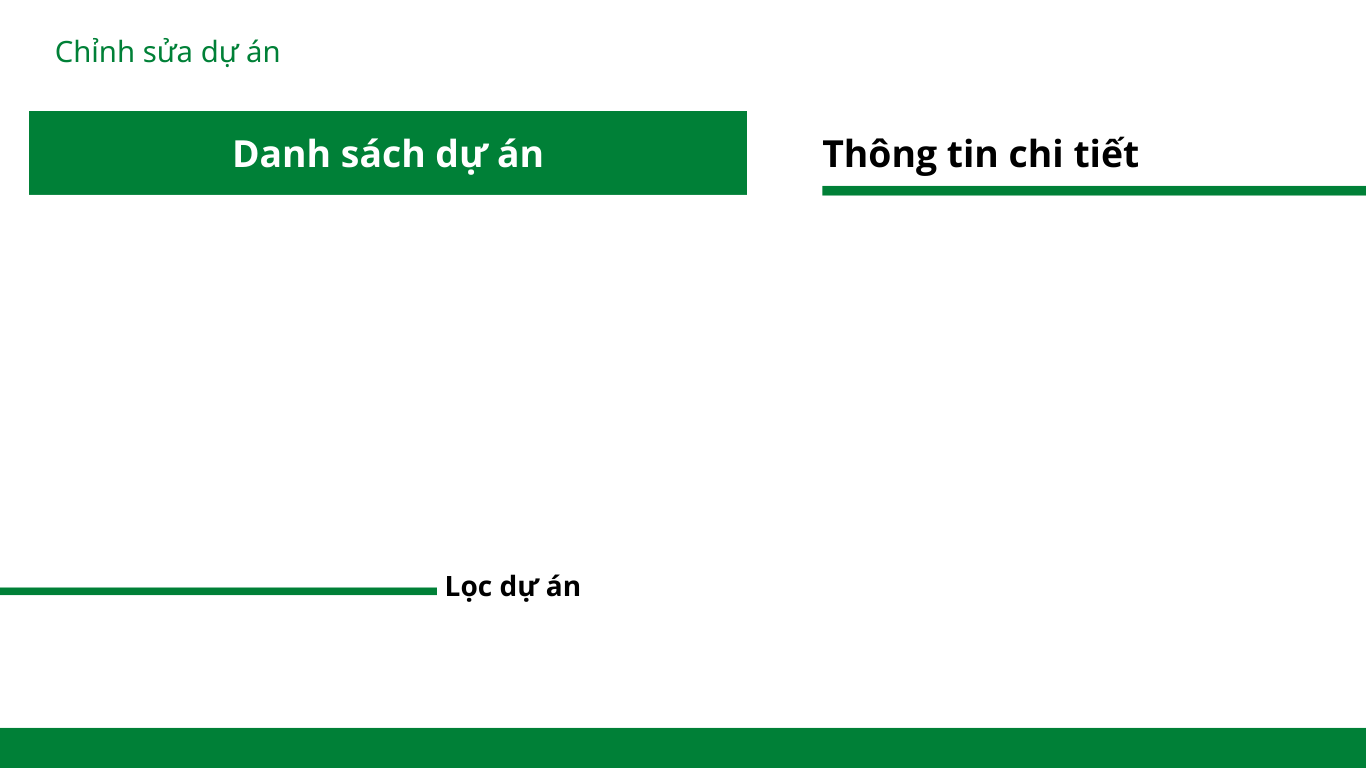 Chỉnh sửa dự án
Danh sách dự án
Thông tin chi tiết
Lọc dự án